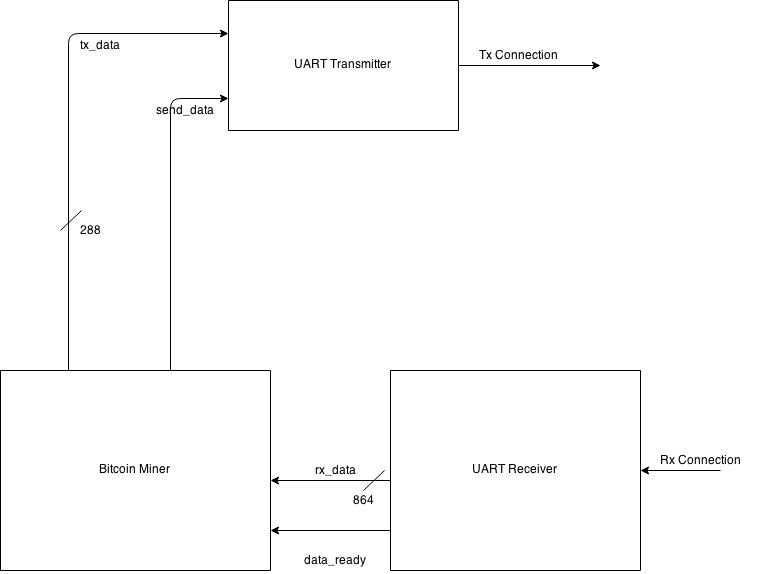 tx_data
UART Transmitter
Tx Connection
send_data
288
Bitcoin Miner
rx_data
864
data_ready
UART Receiver
Rx Connection